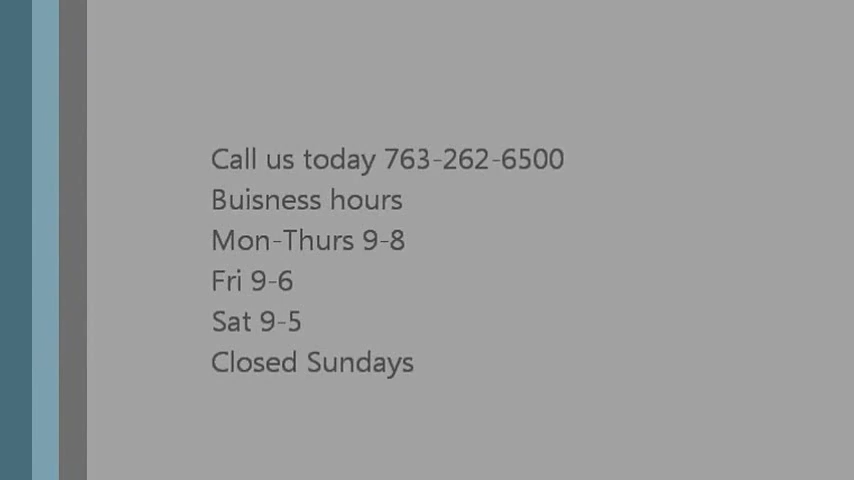 Call us today 763-262-6500
Buisness hours
Mon-Thurs 9-8
Fri 9-6
Sat 9-5
Closed Sundays